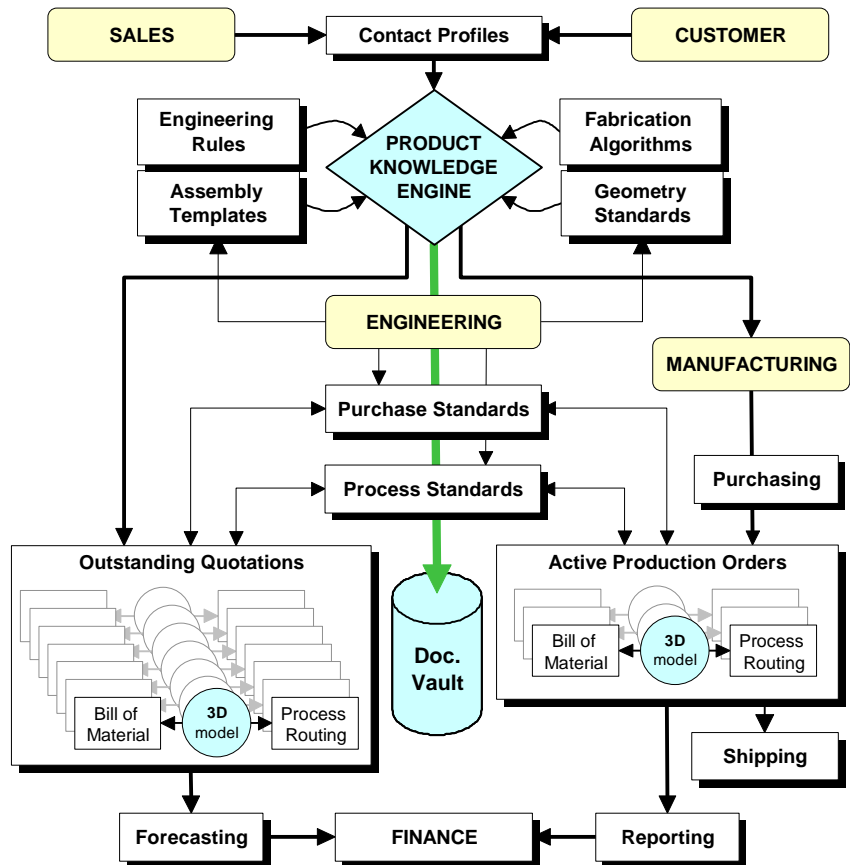 SALES
Contact Profiles
CUSTOMER
Engineering
Rules
PRODUCT
KNOWLEDGE
ENGINE
Fabrication
Algorithms
Assembly
Templates
Geometry
Standards
ENGINEERING
MANUFACTURING
Purchase Standards
Purchasing
Process Standards
Outstanding Quotations
Bill of
Material
3D
model
Process
Routing
Doc.
Vault
Active Production Orders
Bill of
Material
3D
model
Process
Routing
Shipping
Forecasting
FINANCE
Reporting